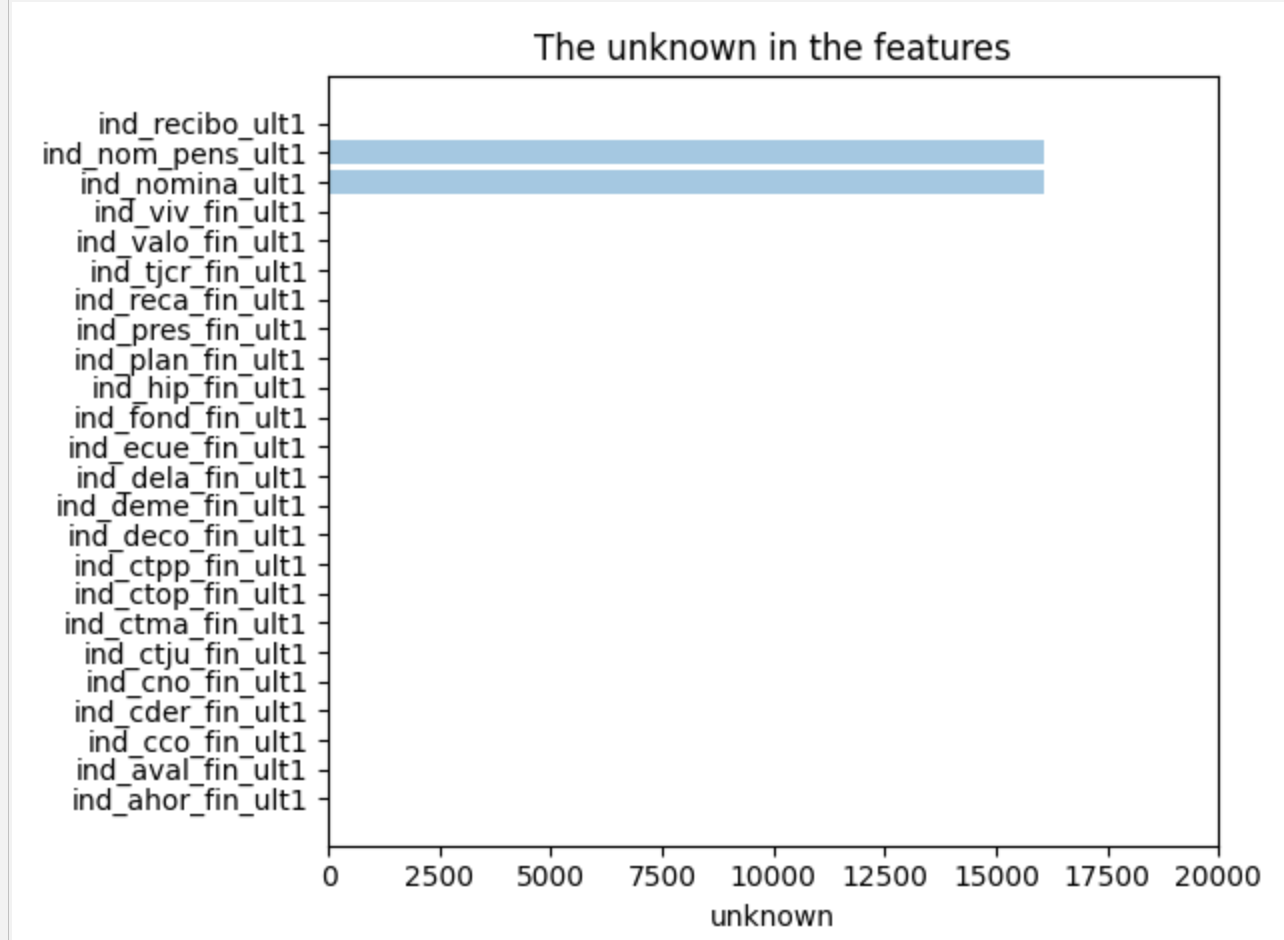 The unknown in the features
ind_recibo_ult1
ind_nom_pens_ult1
ind_nomina_ult1
ind_viv_fin_ult1
ind_valo_fin_ult1
ind_tjcr_fin_ult1
ind_reca_fin_ult1
ind_pres_fin_ult1
ind_plan_fin_ult1
ind_hip_fin_ult1
ind_fond_fin_ult1
ind_ecue_fin_ult1
ind_dela_fin_ult1
ind_deme_fin_ult1
ind_deco_fin_ult1
ind_ctpp_fin_ult1
ind_ctop_fin_ult1
ind_ctma_fin_ult1
ind_ctju_fin_ult1
ind_cno_fin_ult1
ind_cder_fin_ult1
ind_cco_fin_ult1
ind_aval_fin_ult1
ind_ahor_fin_ult1
0 2500 5000 7500 10000 12500 15000 17500 20000
unknown